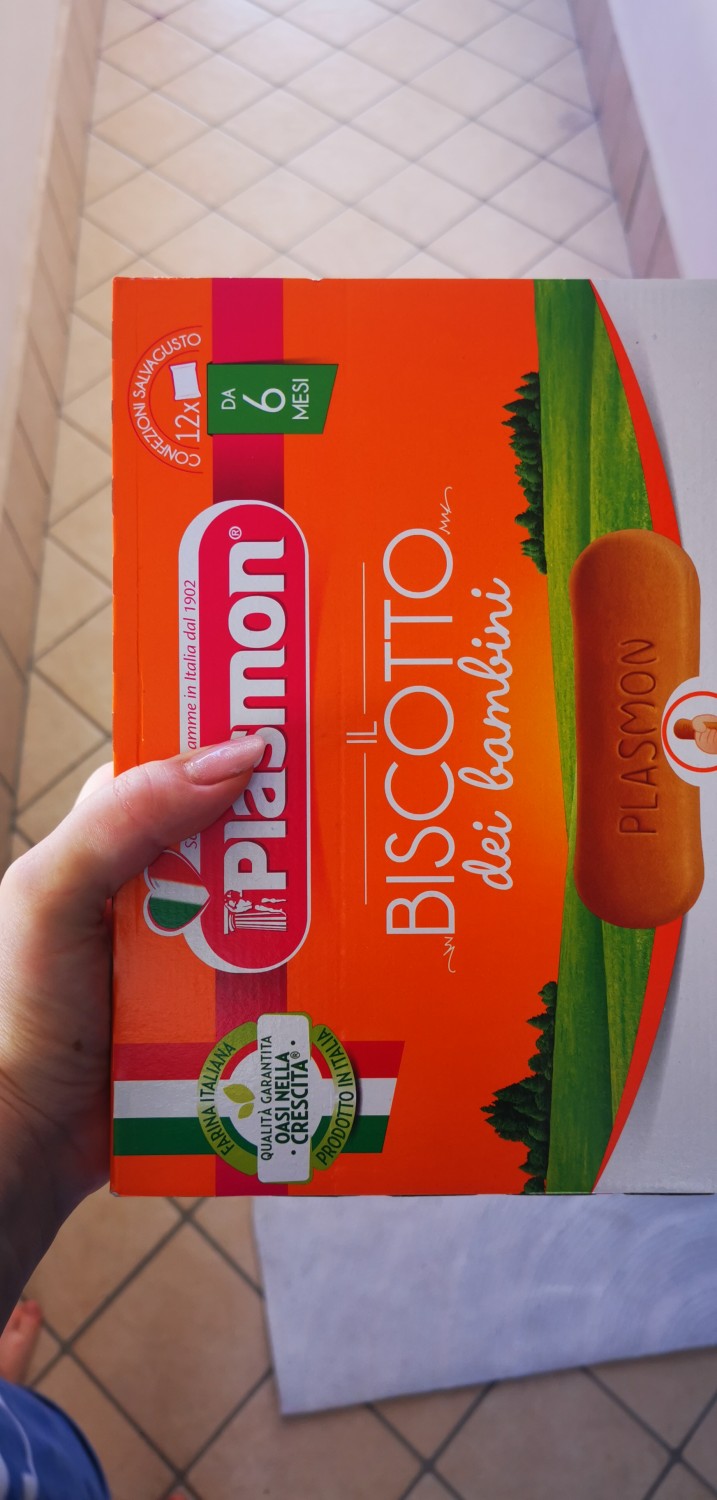 FARINA ITALIANA
QUALITÀ GARANTITA
• OASI NELLA •
CRESCITA®
PRODOTTO IN ITALIA
amme in Italia dal 1902
Plasmon®
CONFEZIONI SALVAGUSTO
12x
DA
6
MESI
IL
BISCOTTO
dei bambini
PLASMON